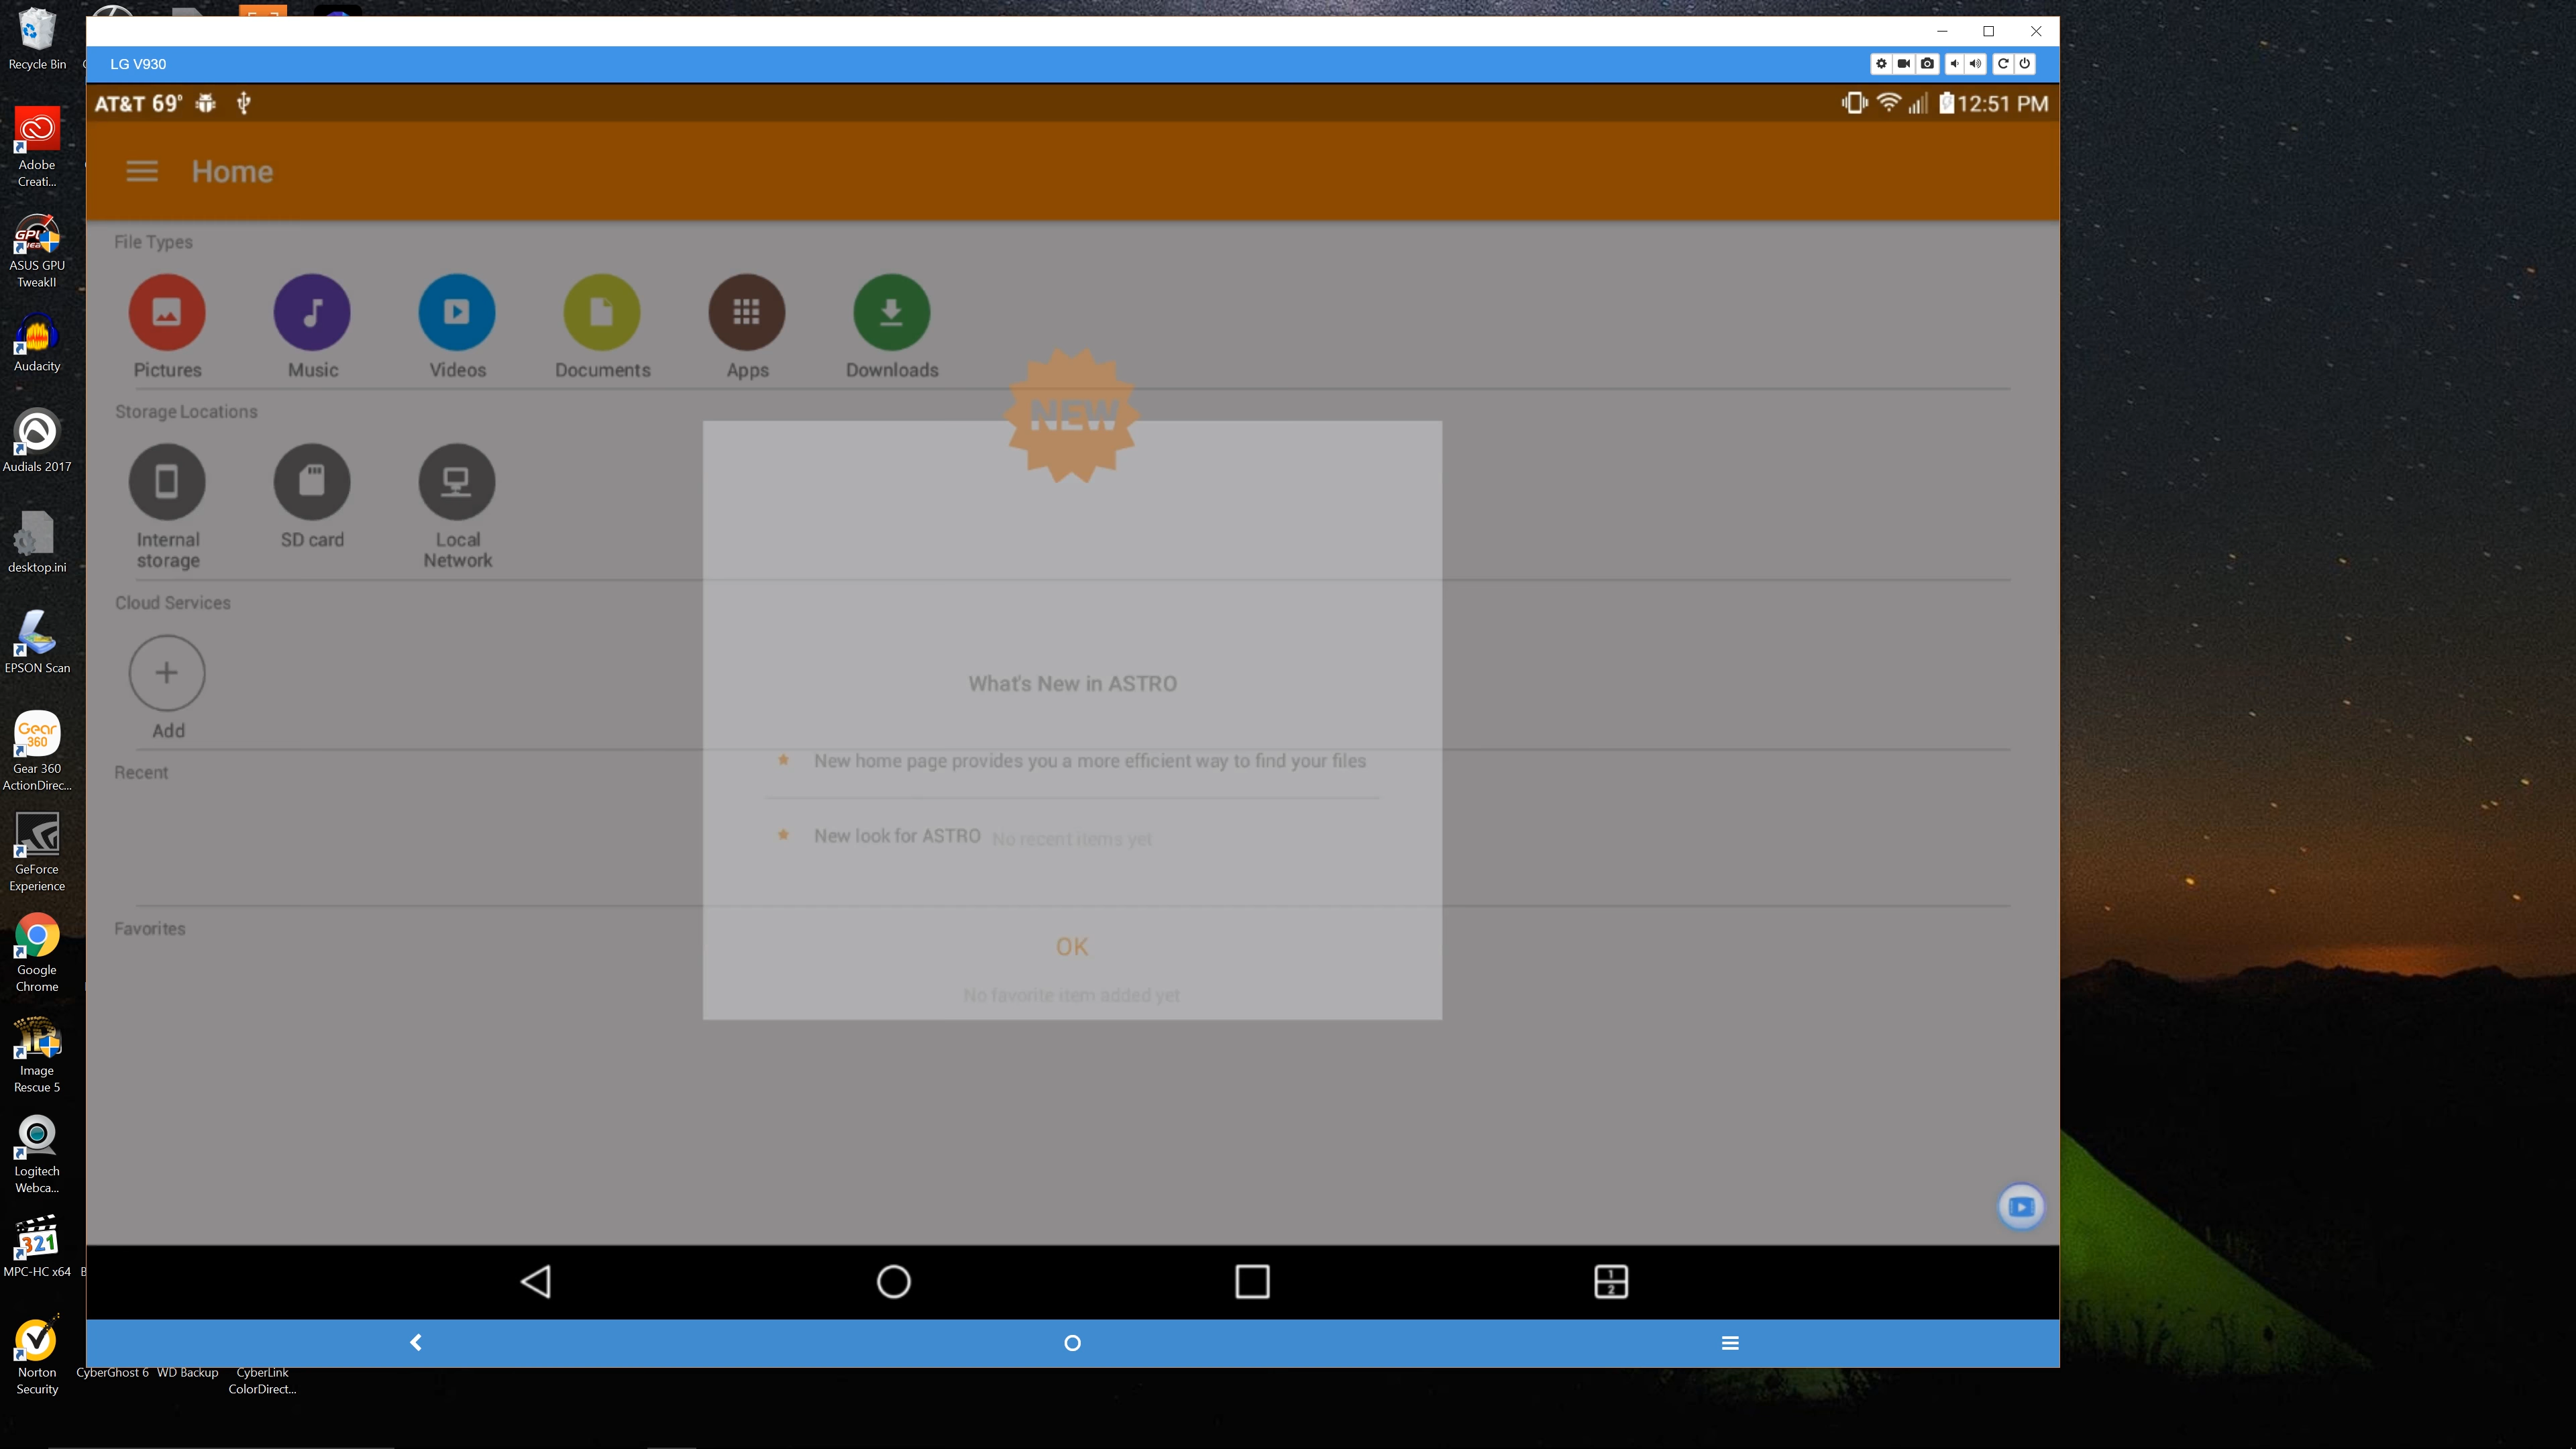 Recycle Bin
Adobe
Creati...
ASUS GPU
TweakII
Audacity
Audials 2017
desktop.ini
EPSON Scan
Gear
360
Gear 360
ActionDirec...
GeForce
Experience
Google
Chrome
Image
Rescue 5
Logitech
Webca...
321
MPC-HC x64
Norton
Security
CyberGhost 6
WD Backup
CyberLink
ColorDirect...
LG V930
AT&T 69°
12:51 PM
Home
File Types
Pictures
Music
Videos
Documents
Apps
Downloads
Storage Locations
Internal
storage
SD card
Local
Network
Cloud Services
Add
Recent
No recent items yet
Favorites
No favorite item added yet
NEW
What's New in ASTRO
New home page provides you a more efficient way to find your files
New look for ASTRO
OK
1
2